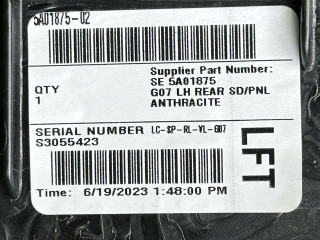 5A01875-02
Supplier Part Number:
QTY SE 5A01875
1 G07 LH REAR SD/PNL
ANTHRACITE
SERIAL NUMBER LC-SP-RL-VL-G07
S3055423
LFT
Time: 6/19/2023 1:48:00 PM